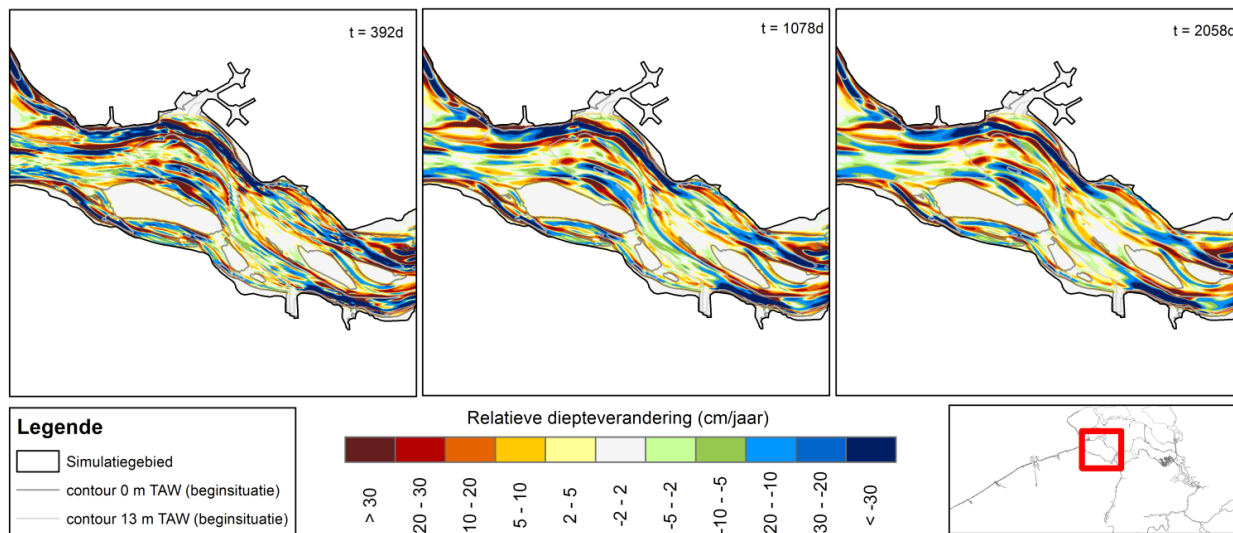 t = 392d
t = 1078d
t = 2058d
Legende
Simulatiegebied
contour 0 m TAW (beginsituatie)
contour 13 m TAW (beginsituatie)
Relatieve diepteverandering (cm/jaar)
> 30
20 - 30
10 - 20
5 - 10
2 - 5
-2 - 2
-5 - -2
-10 - -5
-20 - -10
-30 - -20
< -30